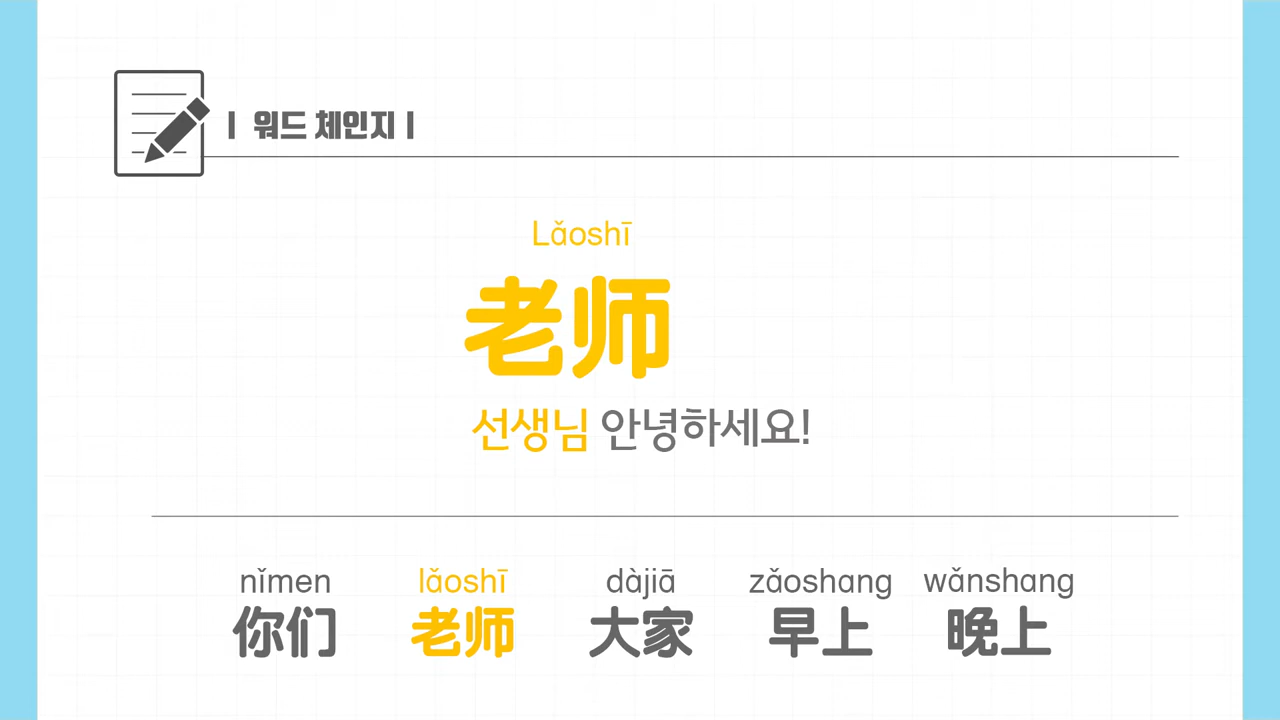 | 워드 체인지 |
Lǎoshī
老师
선생님 안녕하세요!
nǐmen lǎoshī dàjiā zǎoshang wǎnshang
你们 老师 大家 早上 晚上